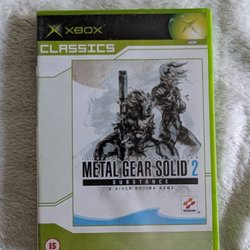 XBOX
CLASSICS
METAL GEAR SOLID 2
SUBSTANCE
A HIDEO KOJIMA GAME
KONAMI
15